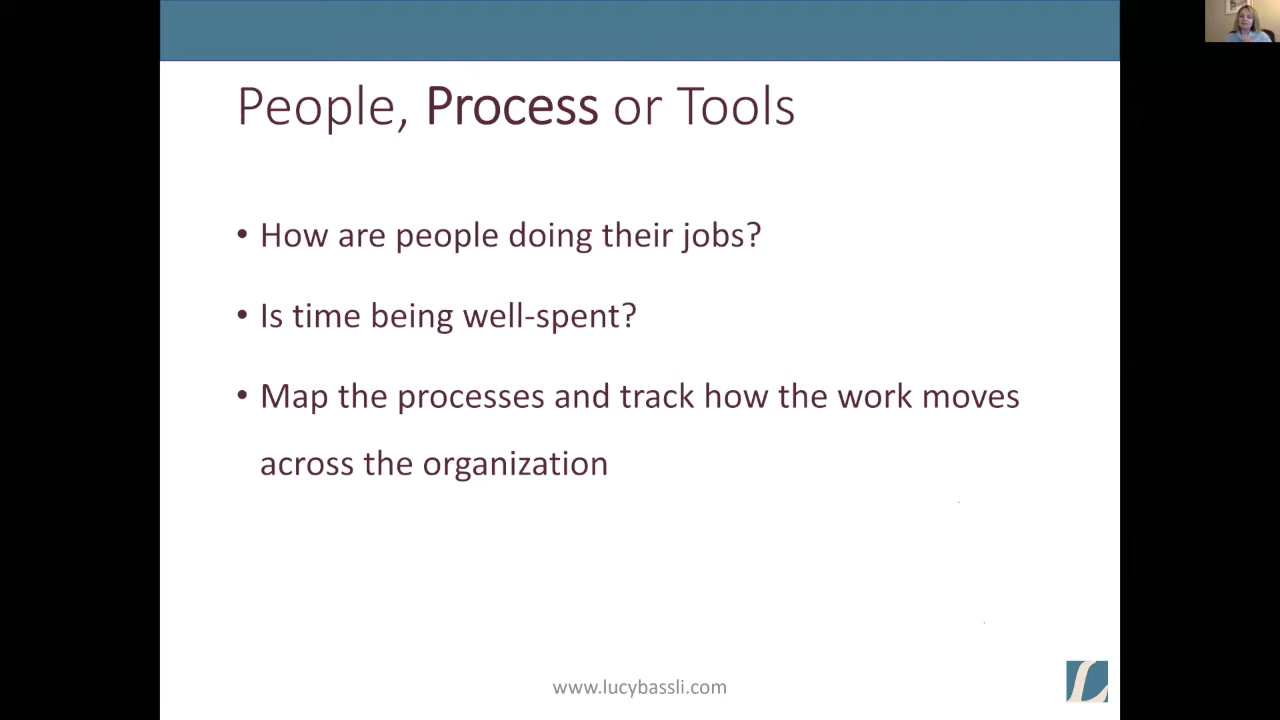 People, Process or Tools
• How are people doing their jobs?
• Is time being well-spent?
• Map the processes and track how the work moves
across the organization
www.lucybassli.com